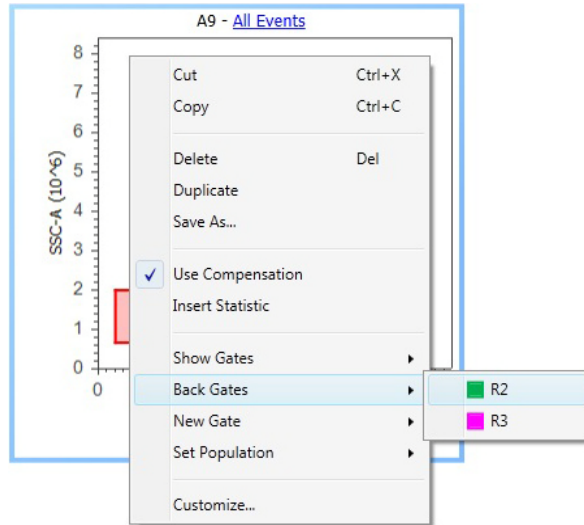 A9 - All Events
8
7
6
5
4
3
2
1
0
SSC-A (10^6)
0
Cut Ctrl+X
Copy Ctrl+C
Delete Del
Duplicate
Save As...
Use Compensation
Insert Statistic
Show Gates
Back Gates
R2
New Gate
R3
Set Population
Customize...